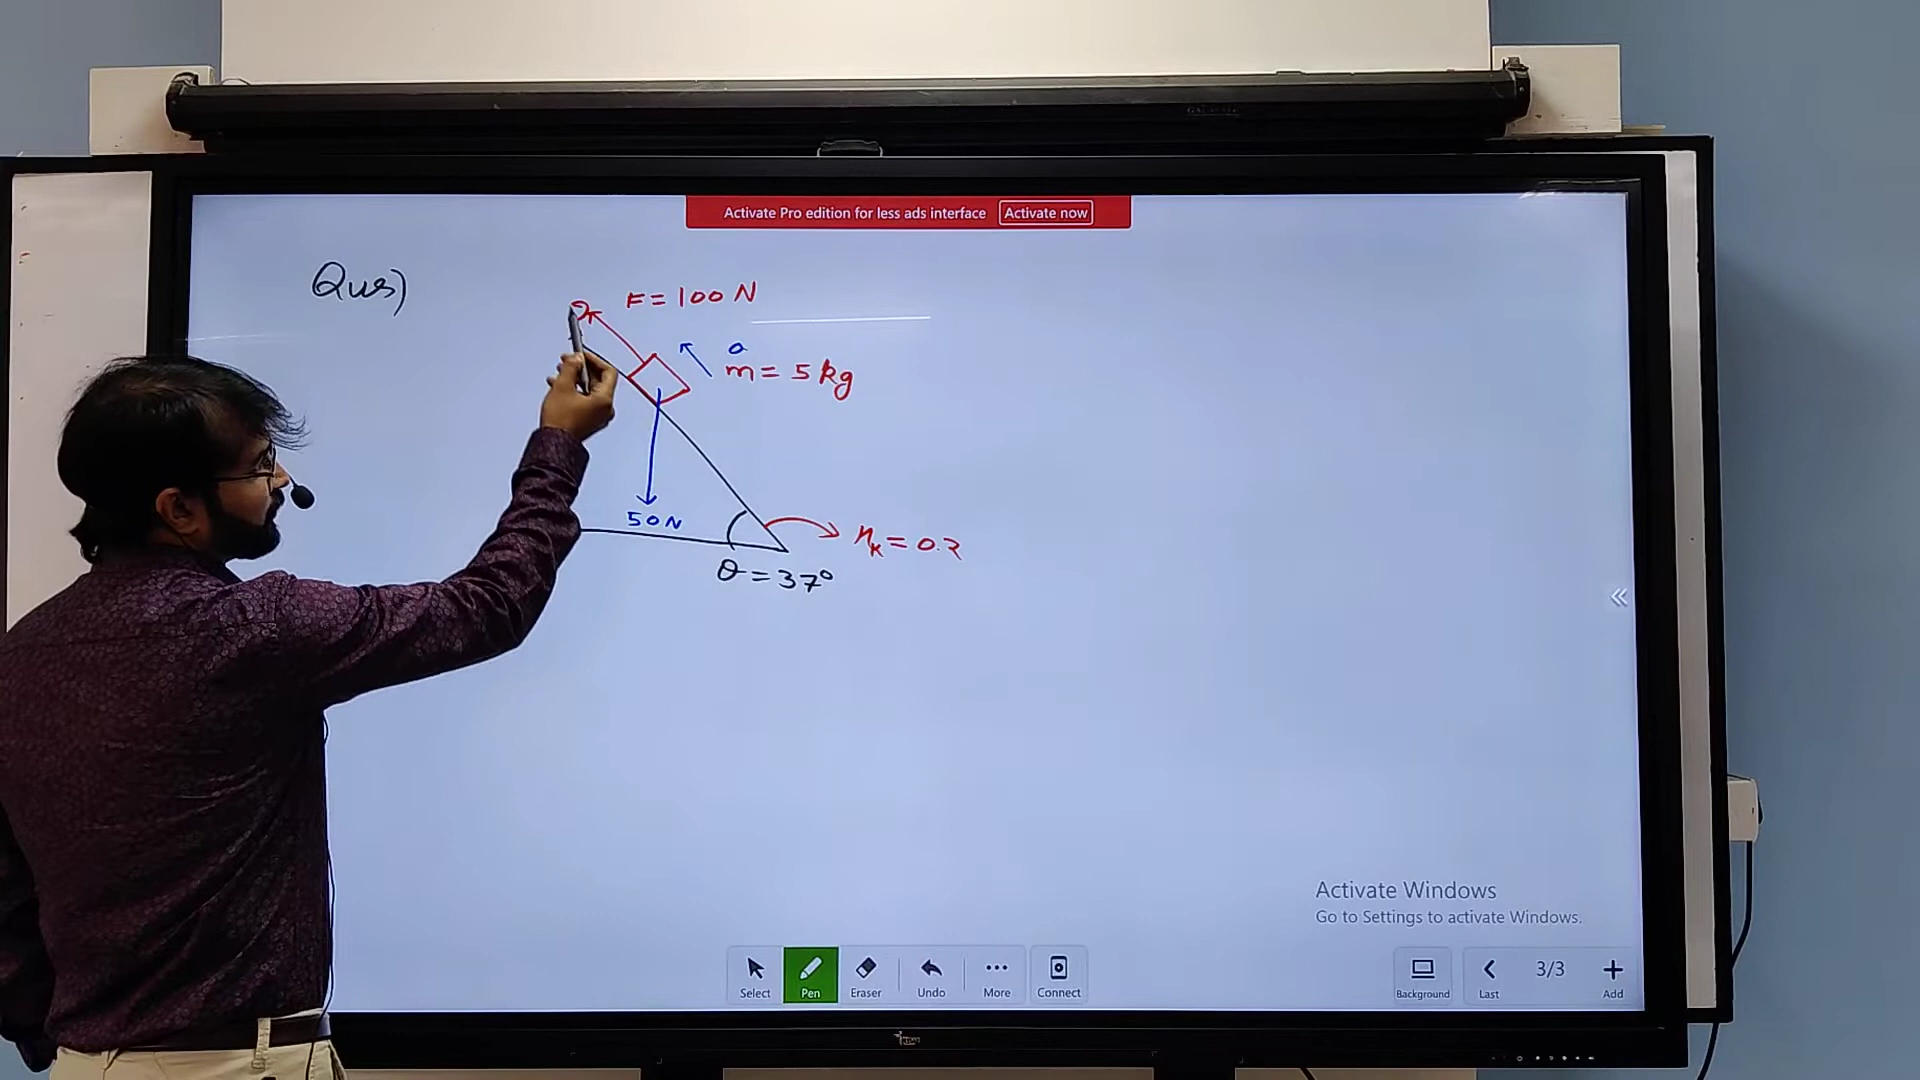 Activate Pro edition for less ads interface Activate now
Qus)
F = 100 N
a
m = 5 kg
50N
μk = 0.2
θ = 37°
Activate Windows
Go to Settings to activate Windows.
Select Pen Eraser Undo More Connect
Background Last 3/3 Add